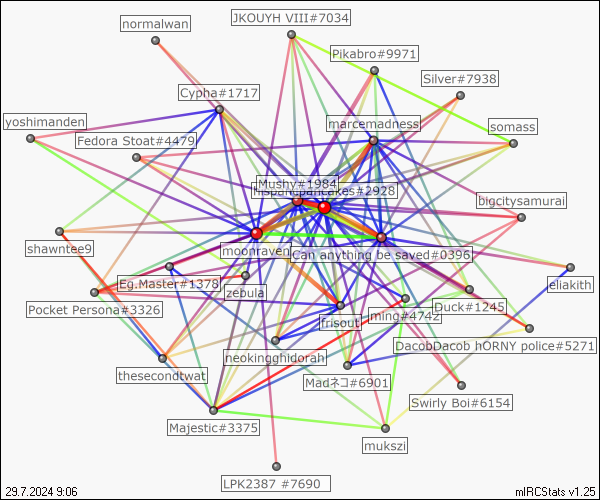 normalwan
JKOUYH VIII#7034
Pikabro#9971
Silver#7938
Cypha#1717
yoshimanden
marcemadness
somass
Fedora Stoat#4479
Mushy#1984
pancakes#2928
bigcitysamurai
shawntee9
moonraven
Can anything be saved#0396
eliakith
Eg.Master#1378
zebula
Pocket Persona#3326
frisout
ming#4742
Duck#1245
neokingghidorah
DacobDacob hORNY police#5271
thesecondtwat
Madネコ#6901
Swirly Boi#6154
Majestic#3375
mukszi
LPK2387 #7690
29.7.2024 9:06
mIRCStats v1.25